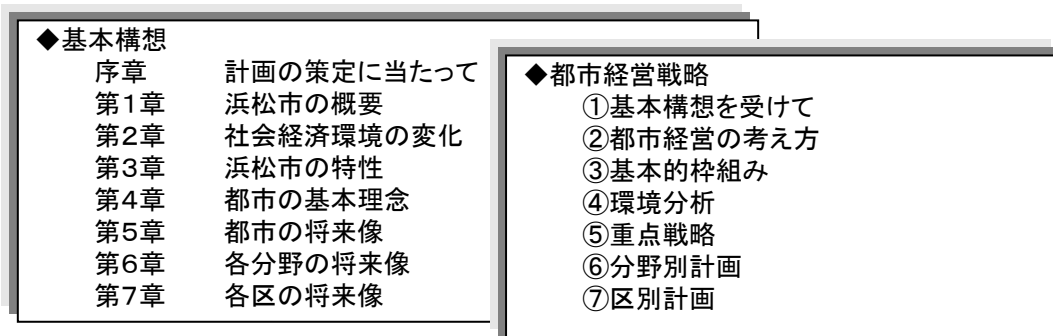 ◆基本構想
序章　計画の策定に当たって
第1章　浜松市の概要
第2章　社会経済環境の変化
第3章　浜松市の特性
第4章　都市の基本理念
第5章　都市の将来像
第6章　各分野の将来像
第7章　各区の将来像
◆都市経営戦略
①基本構想を受けて
②都市経営の考え方
③基本的枠組み
④環境分析
⑤重点戦略
⑥分野別計画
⑦区別計画